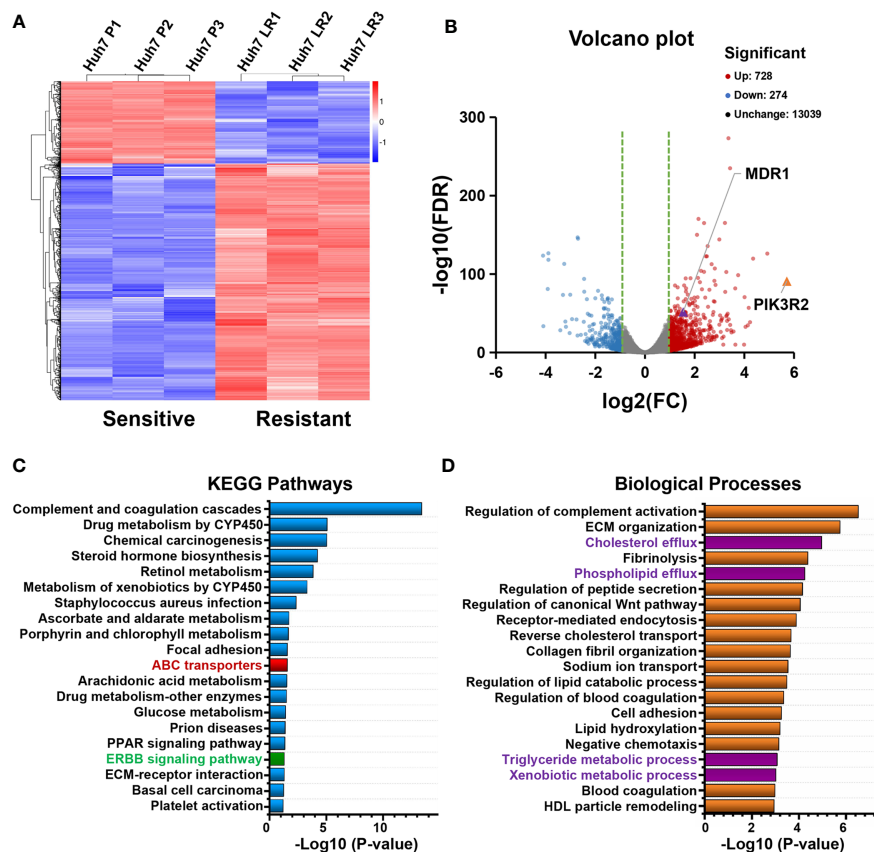 A
Huh7 P1
Huh7 P2
Huh7 P3
Huh7 LR1
Huh7 LR2
Huh7 LR3
1
0
-1
Sensitive
Resistant
B
Volcano plot
Significant
Up: 728
Down: 274
Unchange: 13039
-log10(FDR)
300
200
100
0
MDR1
PIK3R2
-6
-4
-2
0
2
4
6
log2(FC)
C
KEGG Pathways
Complement and coagulation cascades
Drug metabolism by CYP450
Chemical carcinogenesis
Steroid hormone biosynthesis
Retinol metabolism
Metabolism of xenobiotics by CYP450
Staphylococcus aureus infection
Ascorbate and aldarate metabolism
Porphyrin and chlorophyll metabolism
Focal adhesion
ABC transporters
Arachidonic acid metabolism
Drug metabolism-other enzymes
Glucose metabolism
Prion diseases
PPAR signaling pathway
ERBB signaling pathway
ECM-receptor interaction
Basal cell carcinoma
Platelet activation
0
5
10
-Log10 (P-value)
D
Biological Processes
Regulation of complement activation
ECM organization
Cholesterol efflux
Fibrinolysis
Phospholipid efflux
Regulation of peptide secretion
Regulation of canonical Wnt pathway
Receptor-mediated endocytosis
Reverse cholesterol transport
Collagen fibril organization
Sodium ion transport
Regulation of lipid catabolic process
Regulation of blood coagulation
Cell adhesion
Lipid hydroxylation
Negative chemotaxis
Triglyceride metabolic process
Xenobiotic metabolic process
Blood coagulation
HDL particle remodeling
0
2
4
6
-Log10 (P-value)